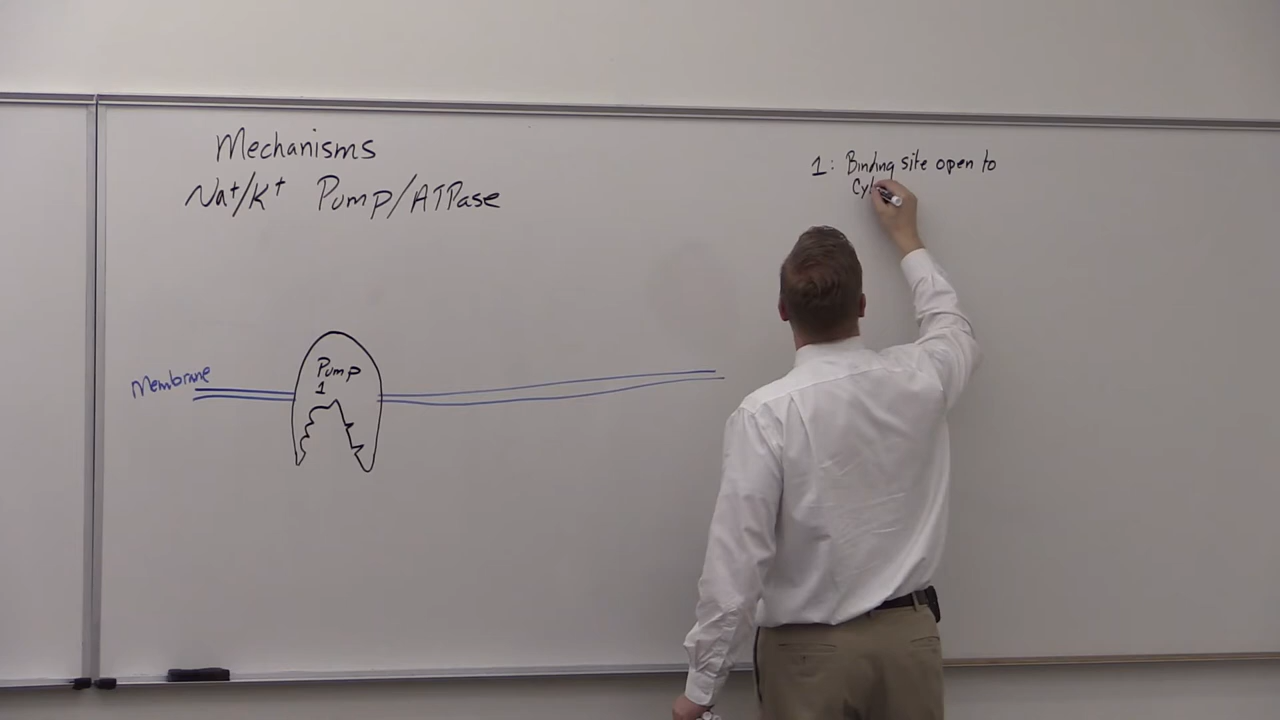 Mechanisms
Na⁺/K⁺ Pump/ATPase
1: Binding site open to
Membrane
Pump
1